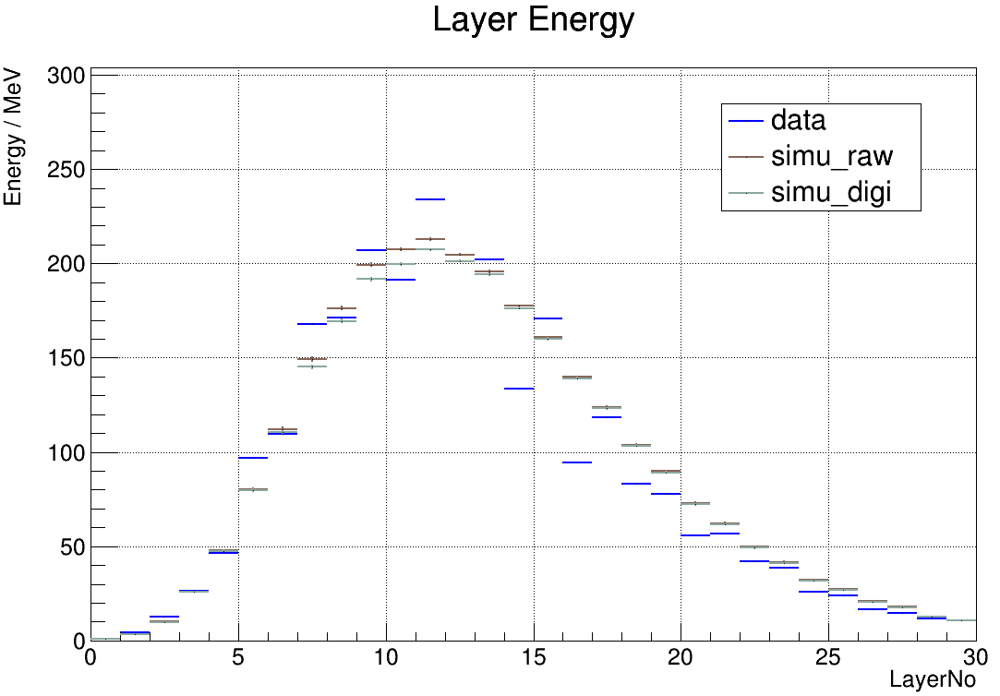 Layer Energy
Energy / MeV
300
250
200
150
100
50
0
data
simu_raw
simu_digi
0 5 10 15 20 25 30
LayerNo